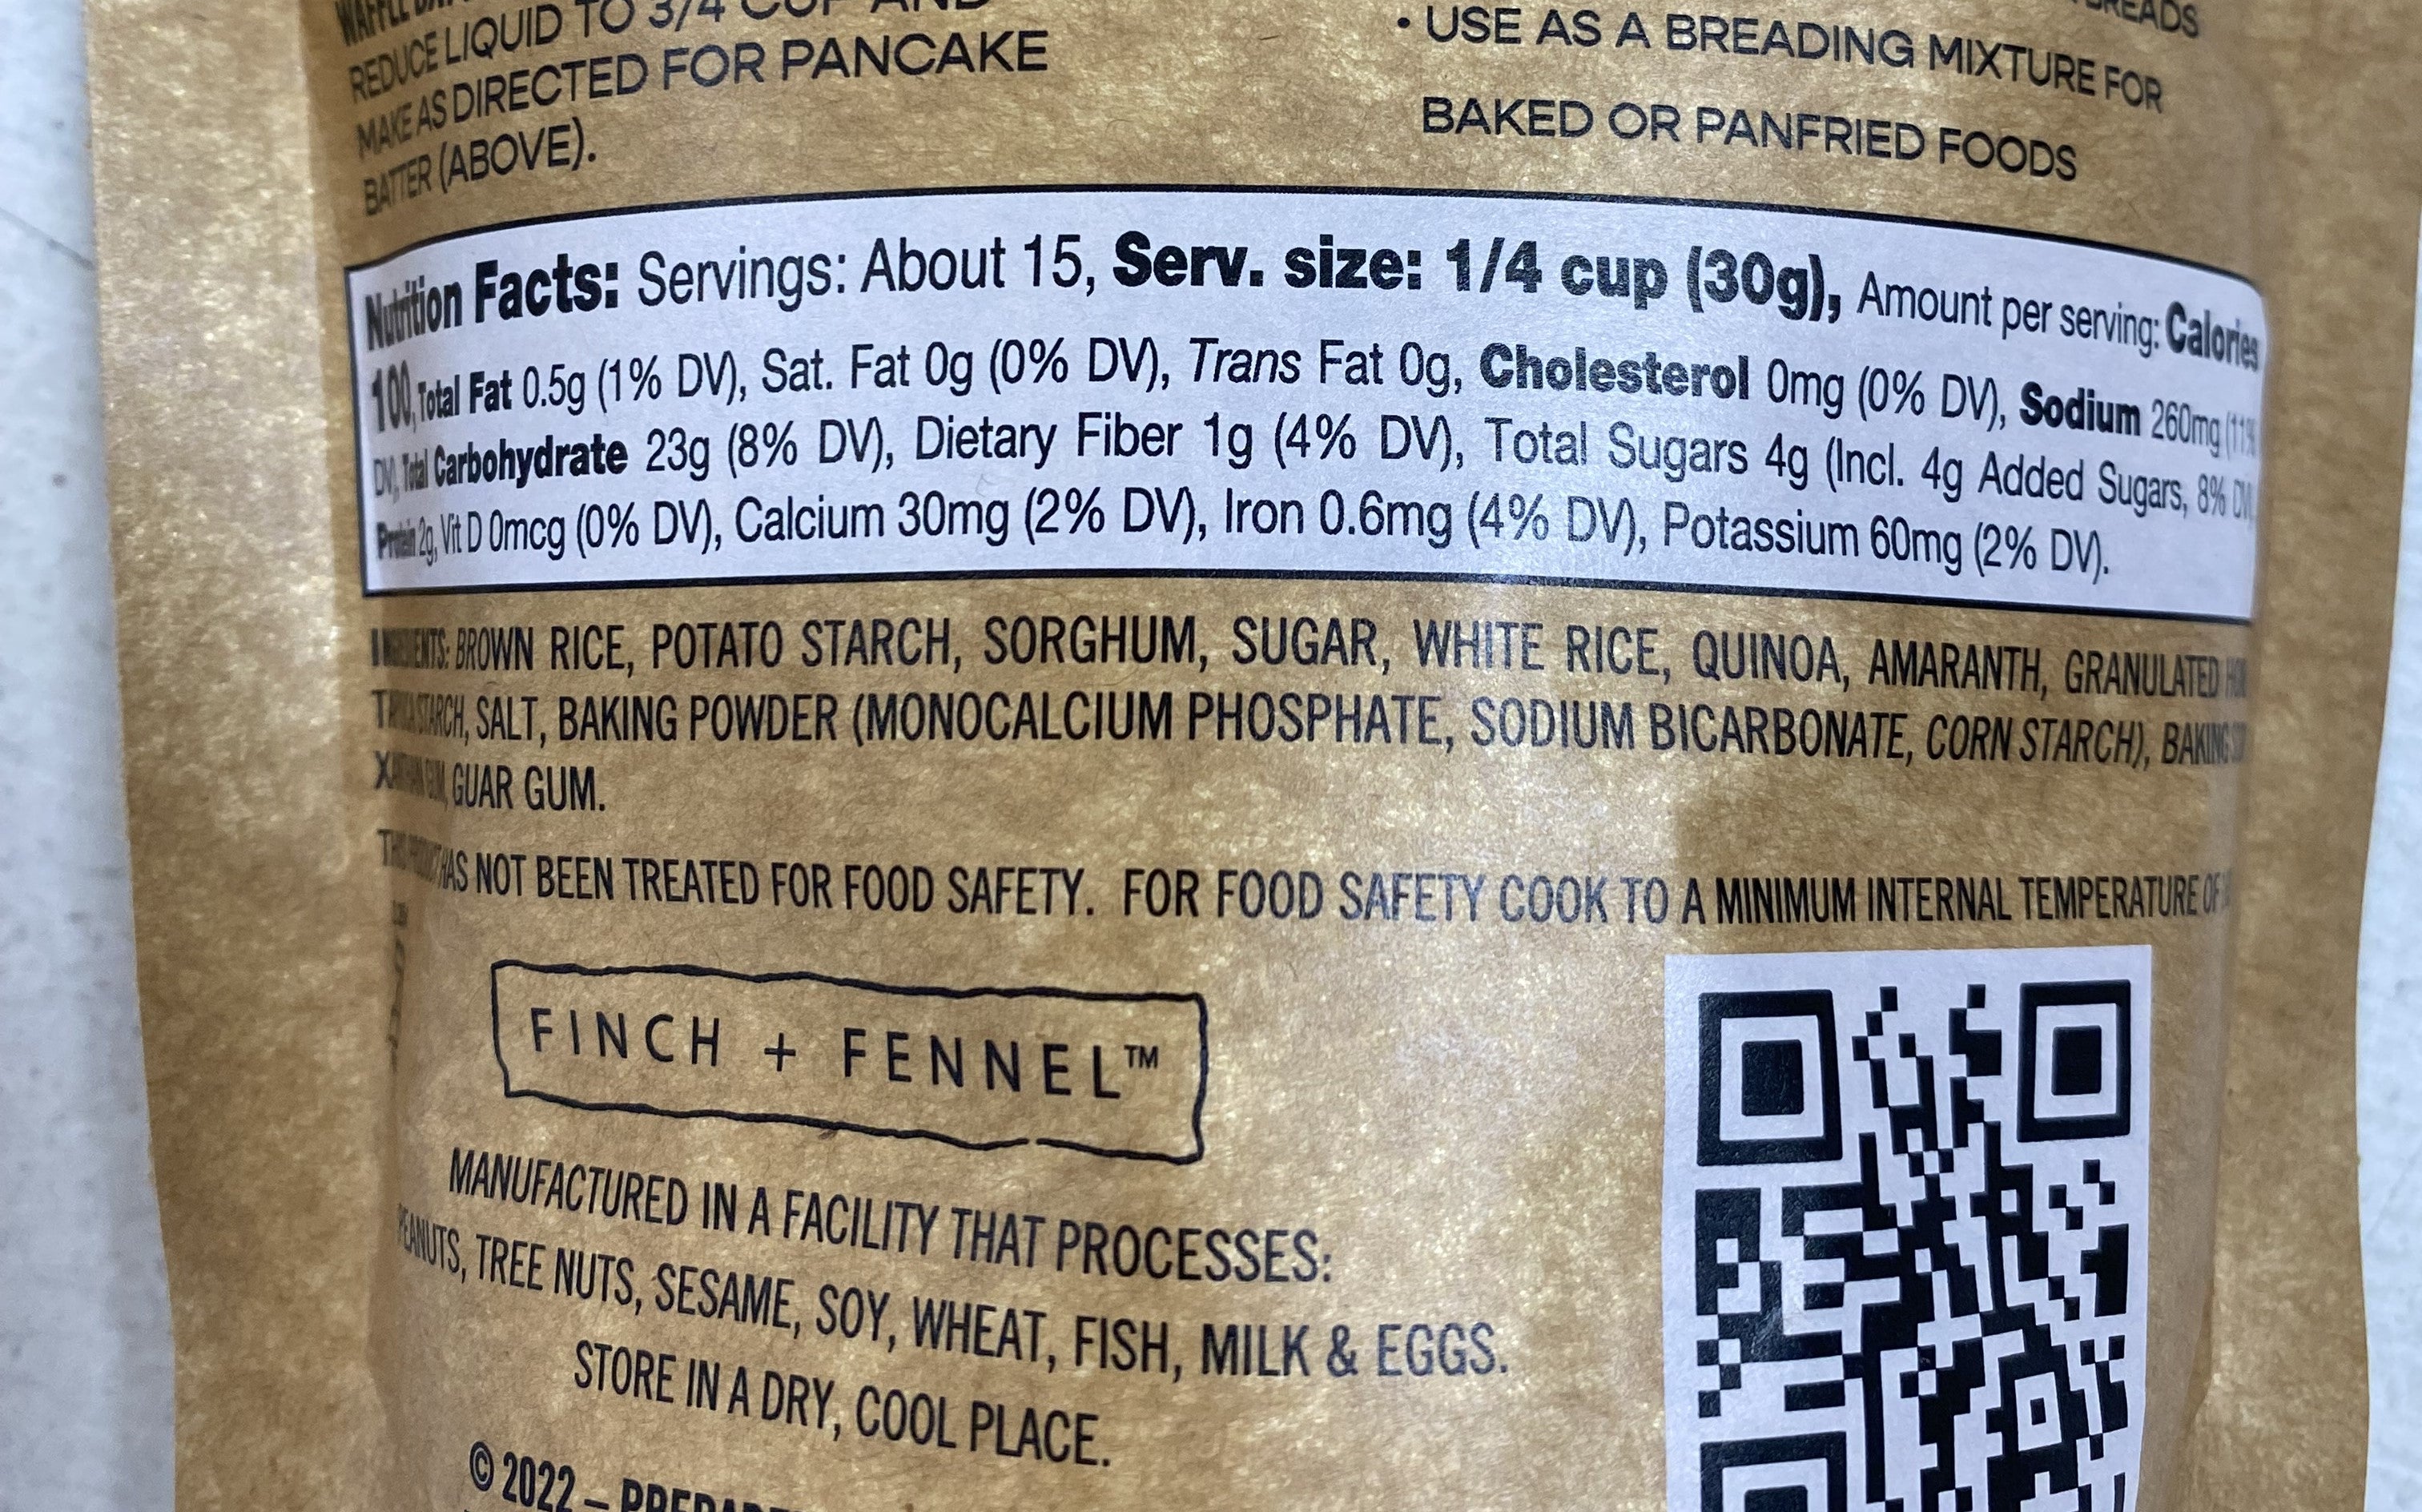 WAFFLE
REDUCE LIQUID TO 3/4 CUP AND
MAKE AS DIRECTED FOR PANCAKE
BATTER (ABOVE).
BREADS
• USE AS A BREADING MIXTURE FOR
BAKED OR PANFRIED FOODS
Nutrition Facts: Servings: About 15, Serv. size: 1/4 cup (30g), Amount per serving: Calories
100, Total Fat 0.5g (1% DV), Sat. Fat 0g (0% DV), Trans Fat 0g, Cholesterol 0mg (0% DV), Sodium 260mg (11%
DV), Total Carbohydrate 23g (8% DV), Dietary Fiber 1g (4% DV), Total Sugars 4g (Incl. 4g Added Sugars, 8% DV),
Protein 2g, Vit D 0mcg (0% DV), Calcium 30mg (2% DV), Iron 0.6mg (4% DV), Potassium 60mg (2% DV).
INGREDIENTS: BROWN RICE, POTATO STARCH, SORGHUM, SUGAR, WHITE RICE, QUINOA, AMARANTH, GRANULATED
STARCH, SALT, BAKING POWDER (MONOCALCIUM PHOSPHATE, SODIUM BICARBONATE, CORN STARCH), BAKING
GUAR GUM.
HAS NOT BEEN TREATED FOR FOOD SAFETY. FOR FOOD SAFETY COOK TO A MINIMUM INTERNAL TEMPERATURE OF
FINCH + FENNEL™
MANUFACTURED IN A FACILITY THAT PROCESSES:
PEANUTS, TREE NUTS, SESAME, SOY, WHEAT, FISH, MILK & EGGS.
STORE IN A DRY, COOL PLACE.
© 2022 –